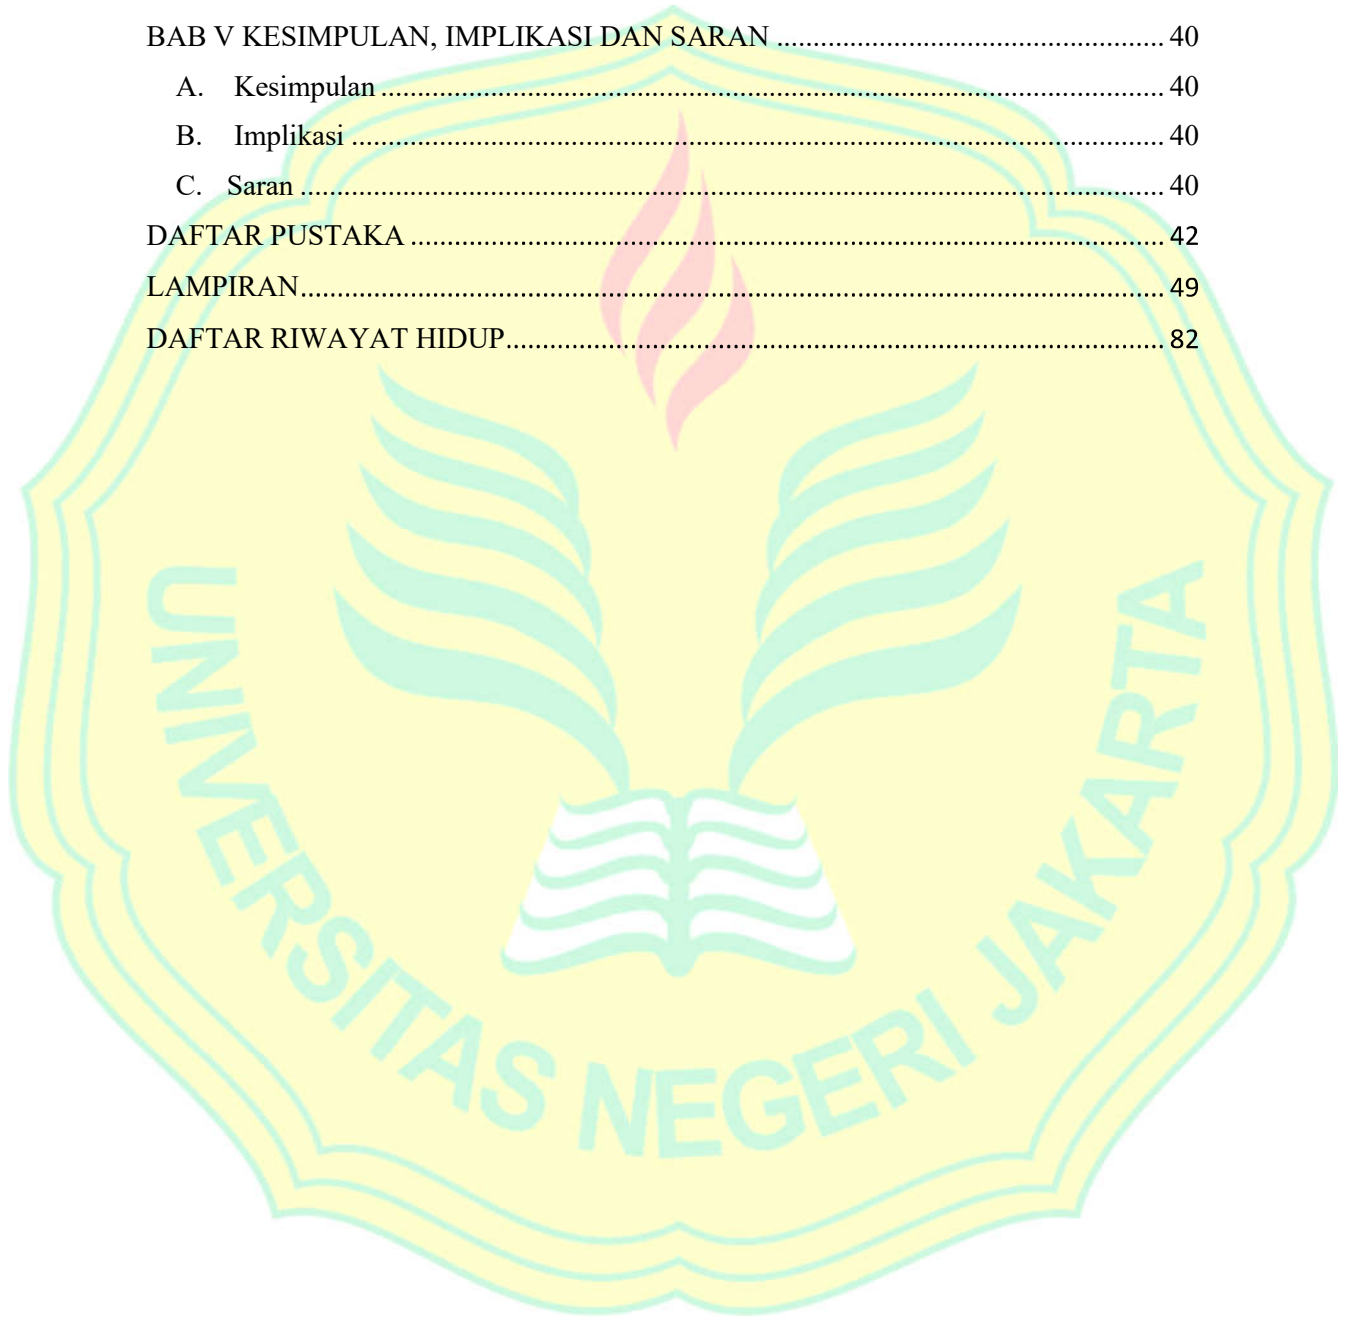 BAB V KESIMPULAN, IMPLIKASI DAN SARAN ........................................................ 40
A. Kesimpulan ........................................................ 40
B. Implikasi ........................................................ 40
C. Saran ........................................................ 40
DAFTAR PUSTAKA ........................................................ 42
LAMPIRAN ........................................................ 49
DAFTAR RIWAYAT HIDUP ........................................................ 82
UNIVERSITAS NEGERI JAKARTA